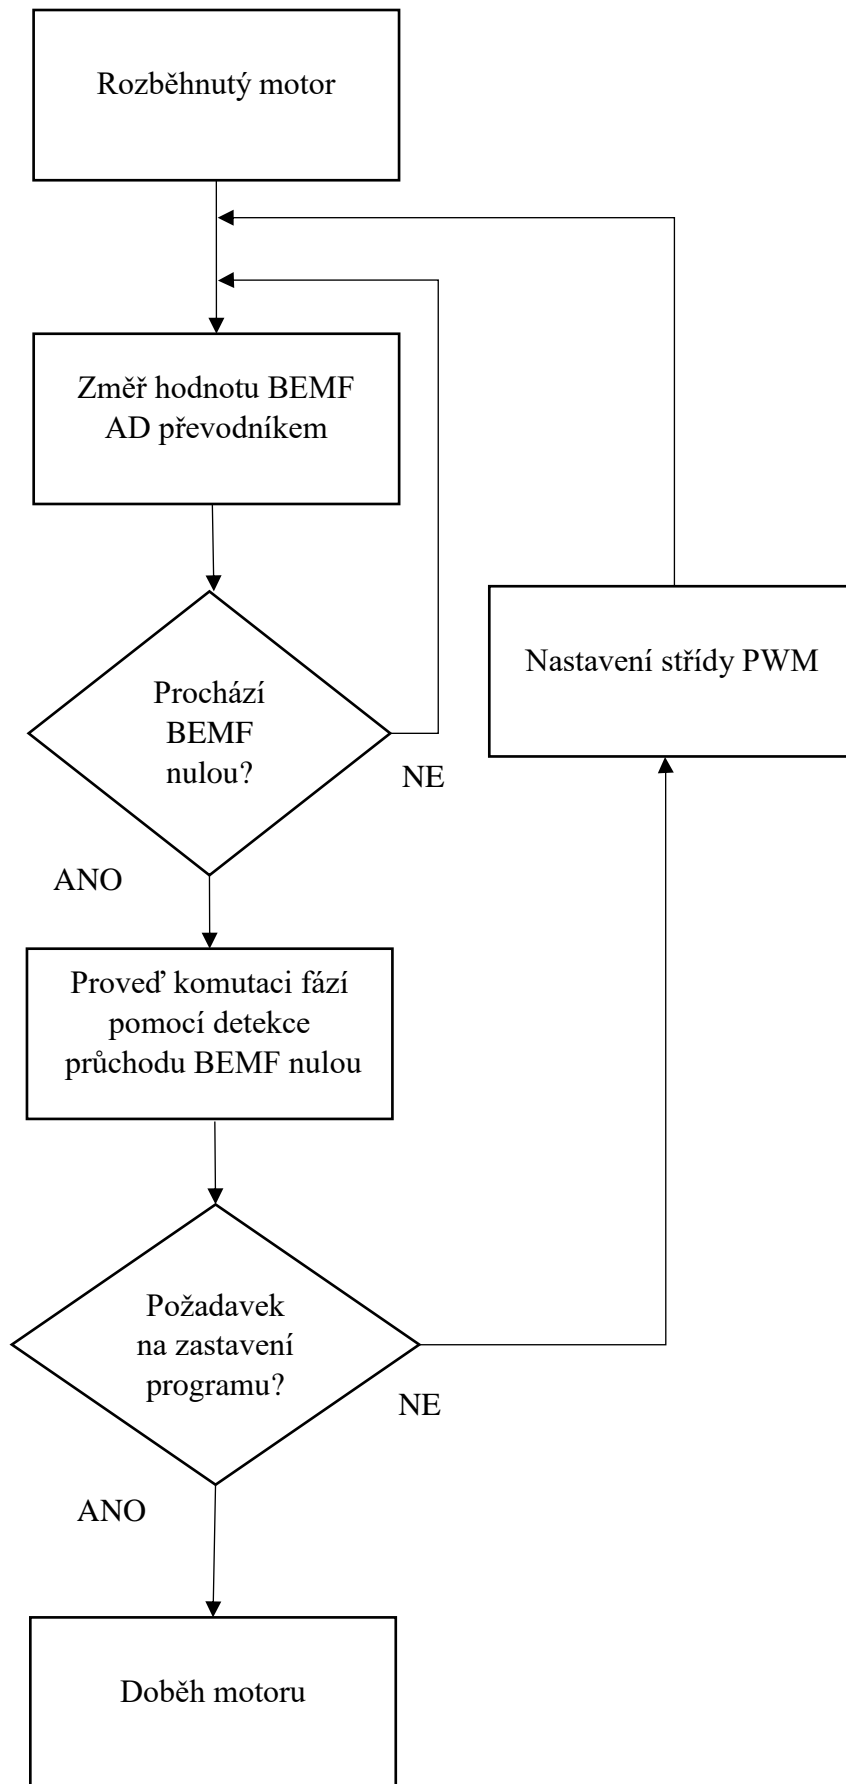 Rozběhnutý motor
Změř hodnotu BEMF
AD převodníkem
Prochází
BEMF
nulou?
NE
Nastavení střídy PWM
ANO
Proveď komutaci fází
pomocí detekce
průchodu BEMF nulou
Požadavek
na zastavení
programu?
NE
ANO
Doběh motoru